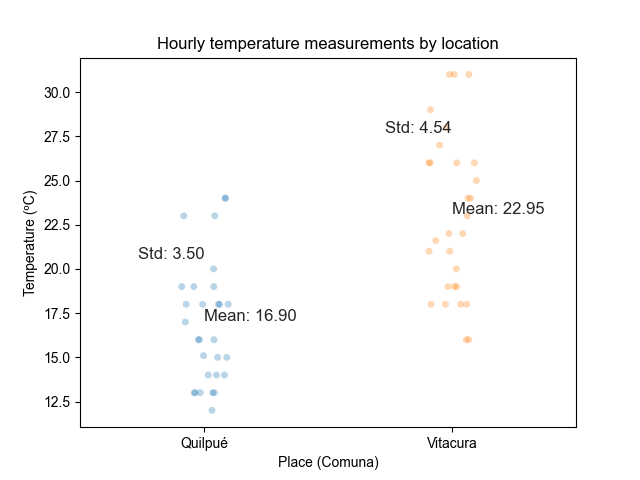 Hourly temperature measurements by location
30.0
27.5
25.0
22.5
20.0
17.5
15.0
12.5
Temperature (ºC)
Std: 4.54
Mean: 22.95
Std: 3.50
Mean: 16.90
Quilpué
Vitacura
Place (Comuna)